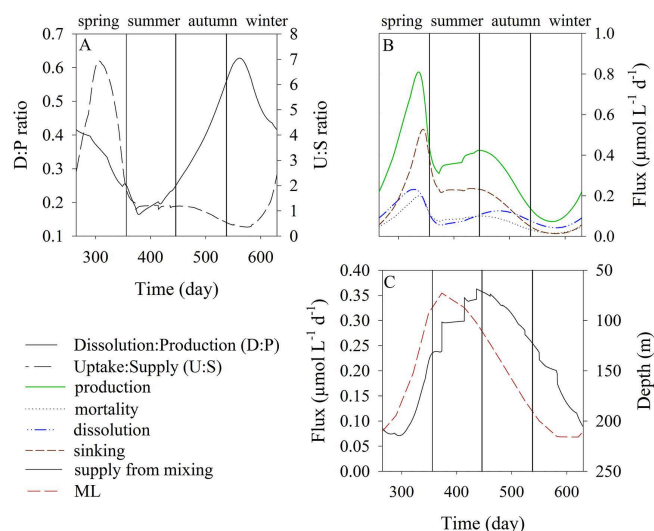 spring summer autumn winter
spring summer autumn winter
A
0.7
0.6
0.5
0.4
0.3
0.2
0.1
D:P ratio
8
7
6
5
4
3
2
1
0
U:S ratio
300 400 500 600
Time (day)
B
1.0
0.8
0.6
0.4
0.2
0.0
Flux (µmol L⁻¹ d⁻¹)
C
0.40
0.35
0.30
0.25
0.20
0.15
0.10
0.05
0.00
Flux (µmol L⁻¹ d⁻¹)
50
100
150
200
250
Depth (m)
300 400 500 600
Time (day)
Dissolution:Production (D:P)
Uptake:Supply (U:S)
production
mortality
dissolution
sinking
supply from mixing
ML